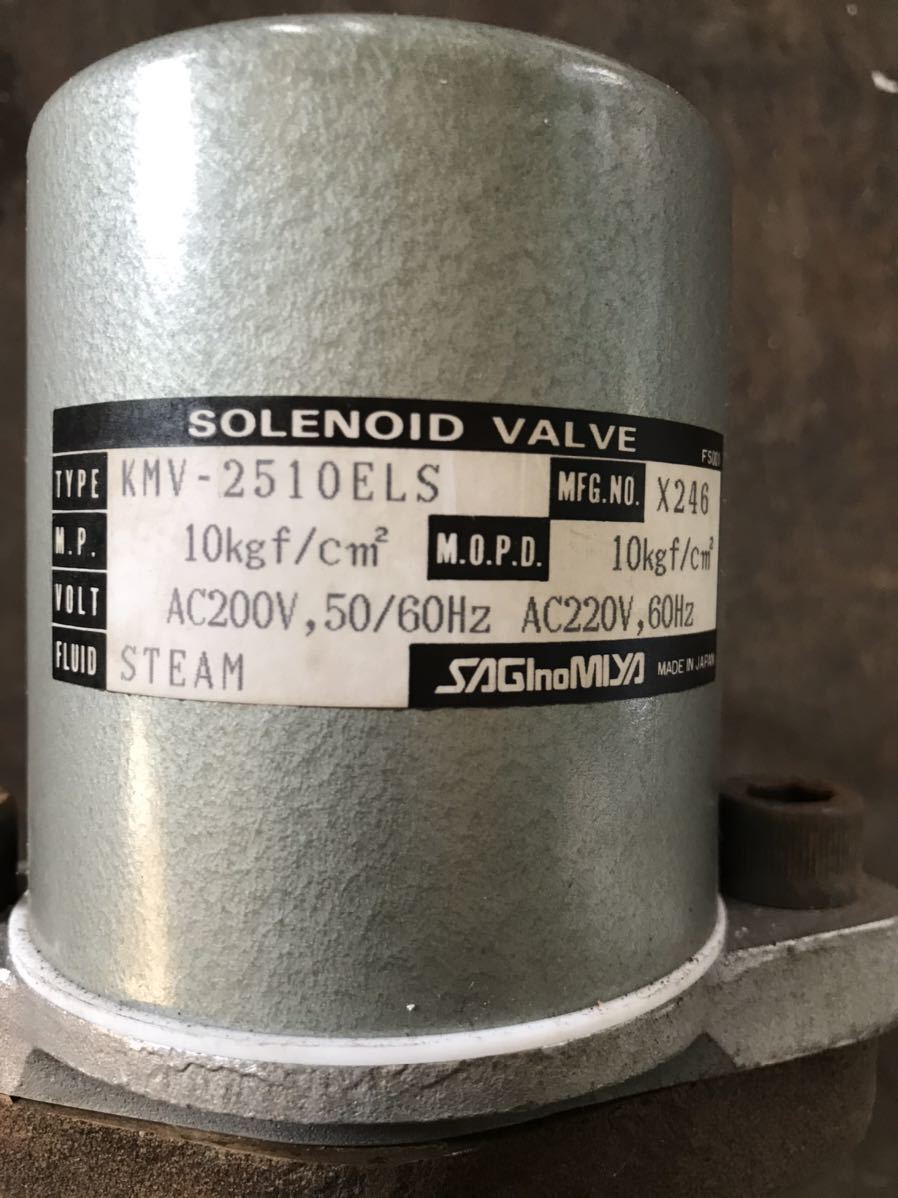 SOLENOID VALVE
TYPE KMV-2510ELS MFG.NO. X246
M.P. 10kgf/cm² M.O.P.D. 10kgf/cm²
VOLT AC200V,50/60Hz AC220V,60Hz
FLUID STEAM SAGInoMIYA MADE IN JAPAN